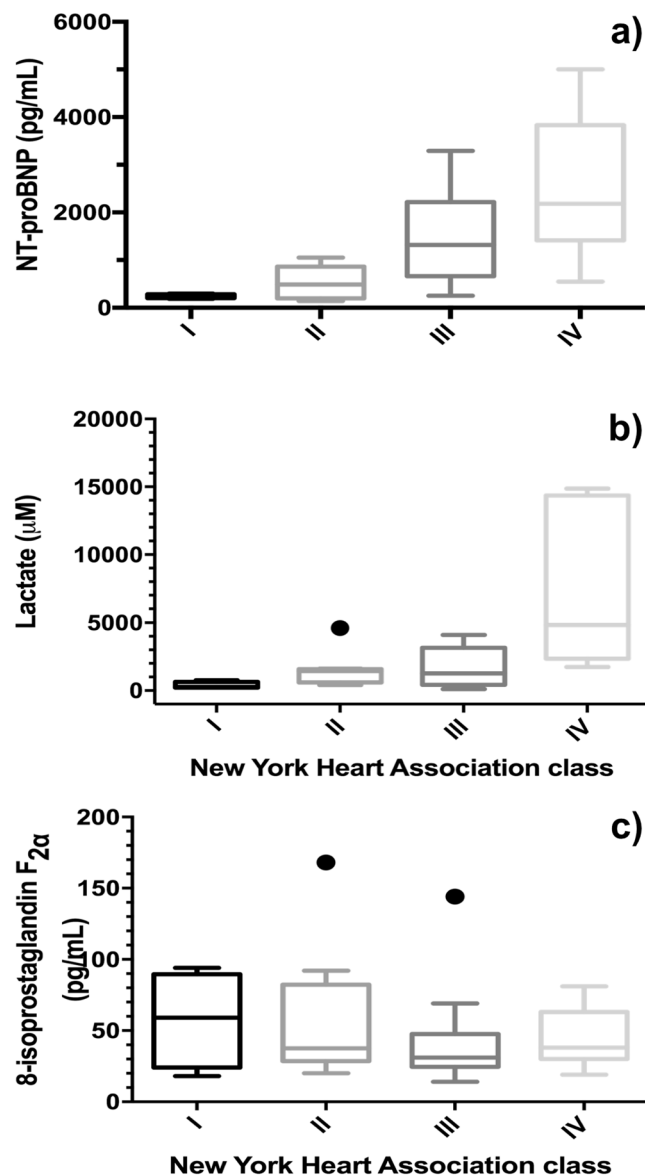 a)
NT-proBNP (pg/mL)
6000
4000
2000
0
I II III IV
b)
Lactate (μM)
20000
15000
10000
5000
0
I II III IV
New York Heart Association class
c)
8-isoprostaglandin F2α
(pg/mL)
200
150
100
50
0
I II III IV
New York Heart Association class